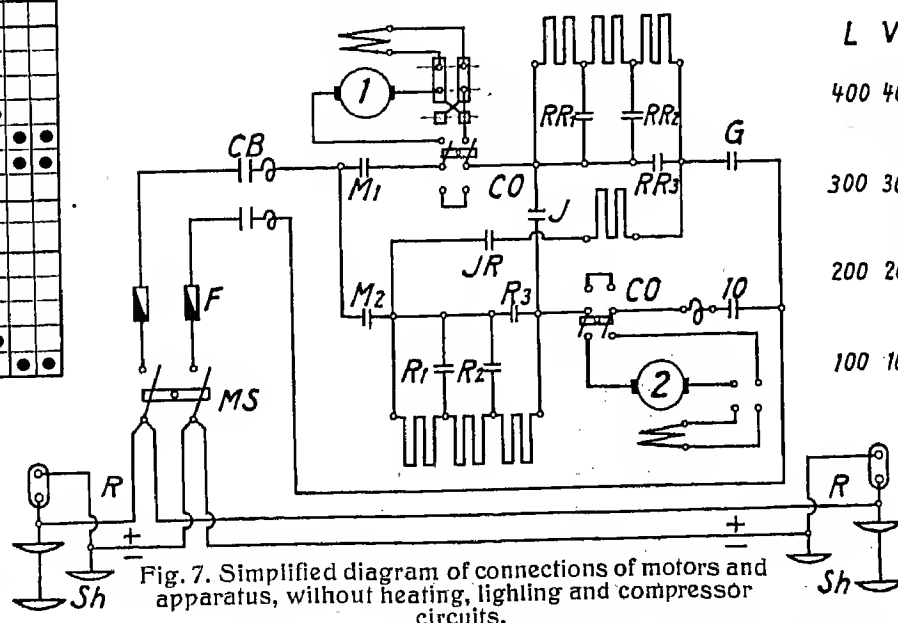 L V
1
400 40
RR1
RR2
G
CB
M1
CO
RR3
J
300 30
JR
M2
R3
CO
10
200 20
F
R1
R2
2
100 10
MS
R
R
+
−
+
−
Sh
Sh
Fig. 7. Simplified diagram of connections of motors and
apparatus, without heating, lighling and compressor
circuits.